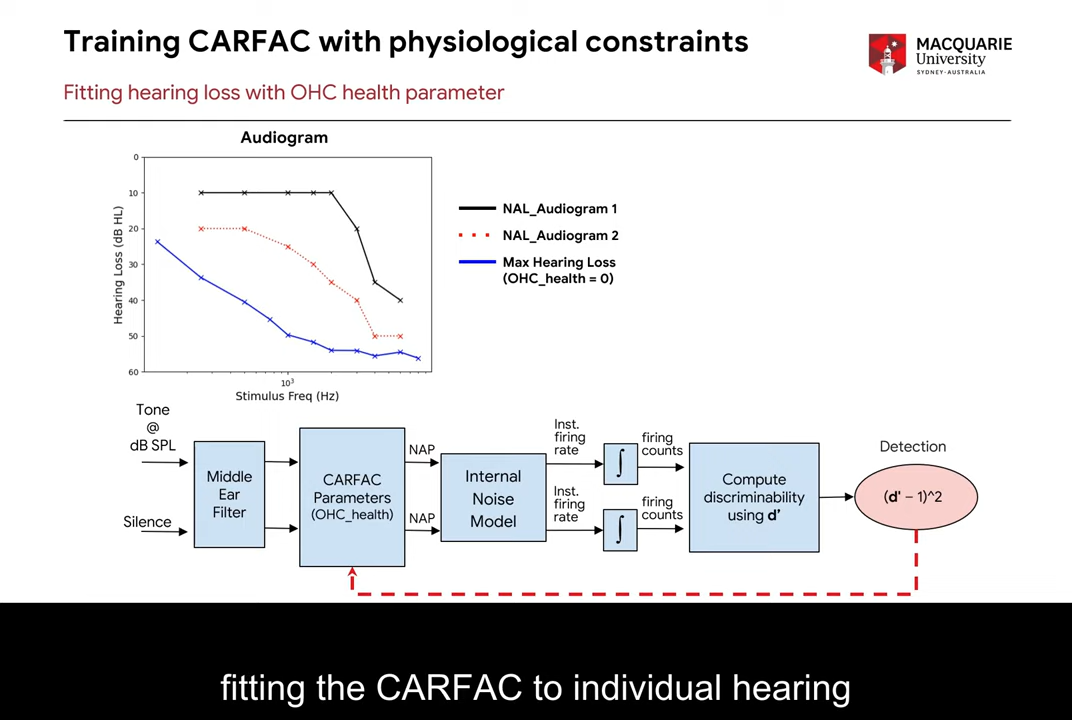 Training CARFAC with physiological constraints
MACQUARIE
University
SYDNEY·AUSTRALIA
Fitting hearing loss with OHC health parameter
Audiogram
0
10
20
30
40
50
60
Hearing Loss (dB HL)
10³
Stimulus Freq (Hz)
NAL_Audiogram 1
NAL_Audiogram 2
Max Hearing Loss
(OHC_health = 0)
Tone
@
dB SPL
Silence
Middle
Ear
Filter
CARFAC
Parameters
(OHC_health)
NAP
NAP
Internal
Noise
Model
Inst.
firing
rate
Inst.
firing
rate
∫
∫
firing
counts
firing
counts
Compute
discriminability
using d'
Detection
(d' − 1)^2
fitting the CARFAC to individual hearing